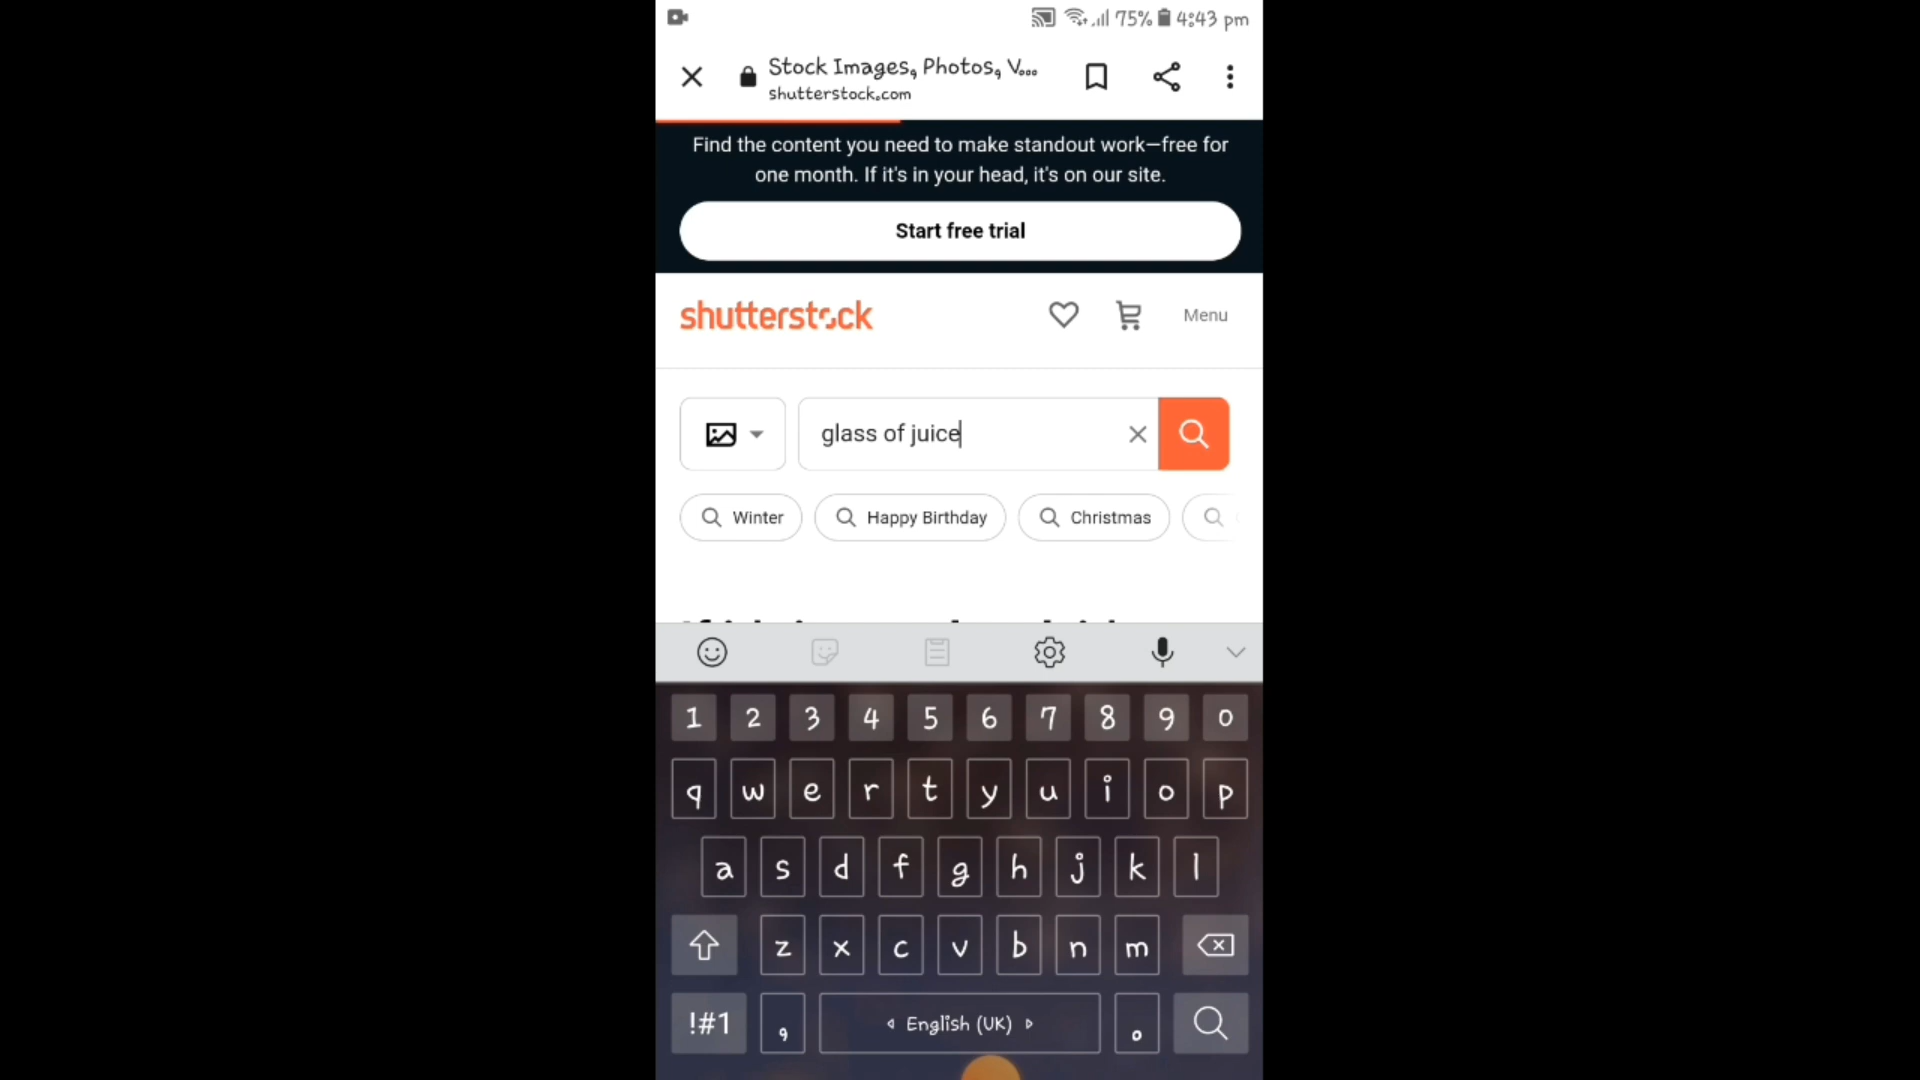 75% 4:43 pm
Stock Images, Photos, V...
shutterstock.com
Find the content you need to make standout work—free for
one month. If it's in your head, it's on our site.
Start free trial
shutterstock
Menu
glass of juice
Winter Happy Birthday Christmas
1 2 3 4 5 6 7 8 9 0
q w e r t y u i o p
a s d f g h j k l
z x c v b n m
!#1 , English (UK) .